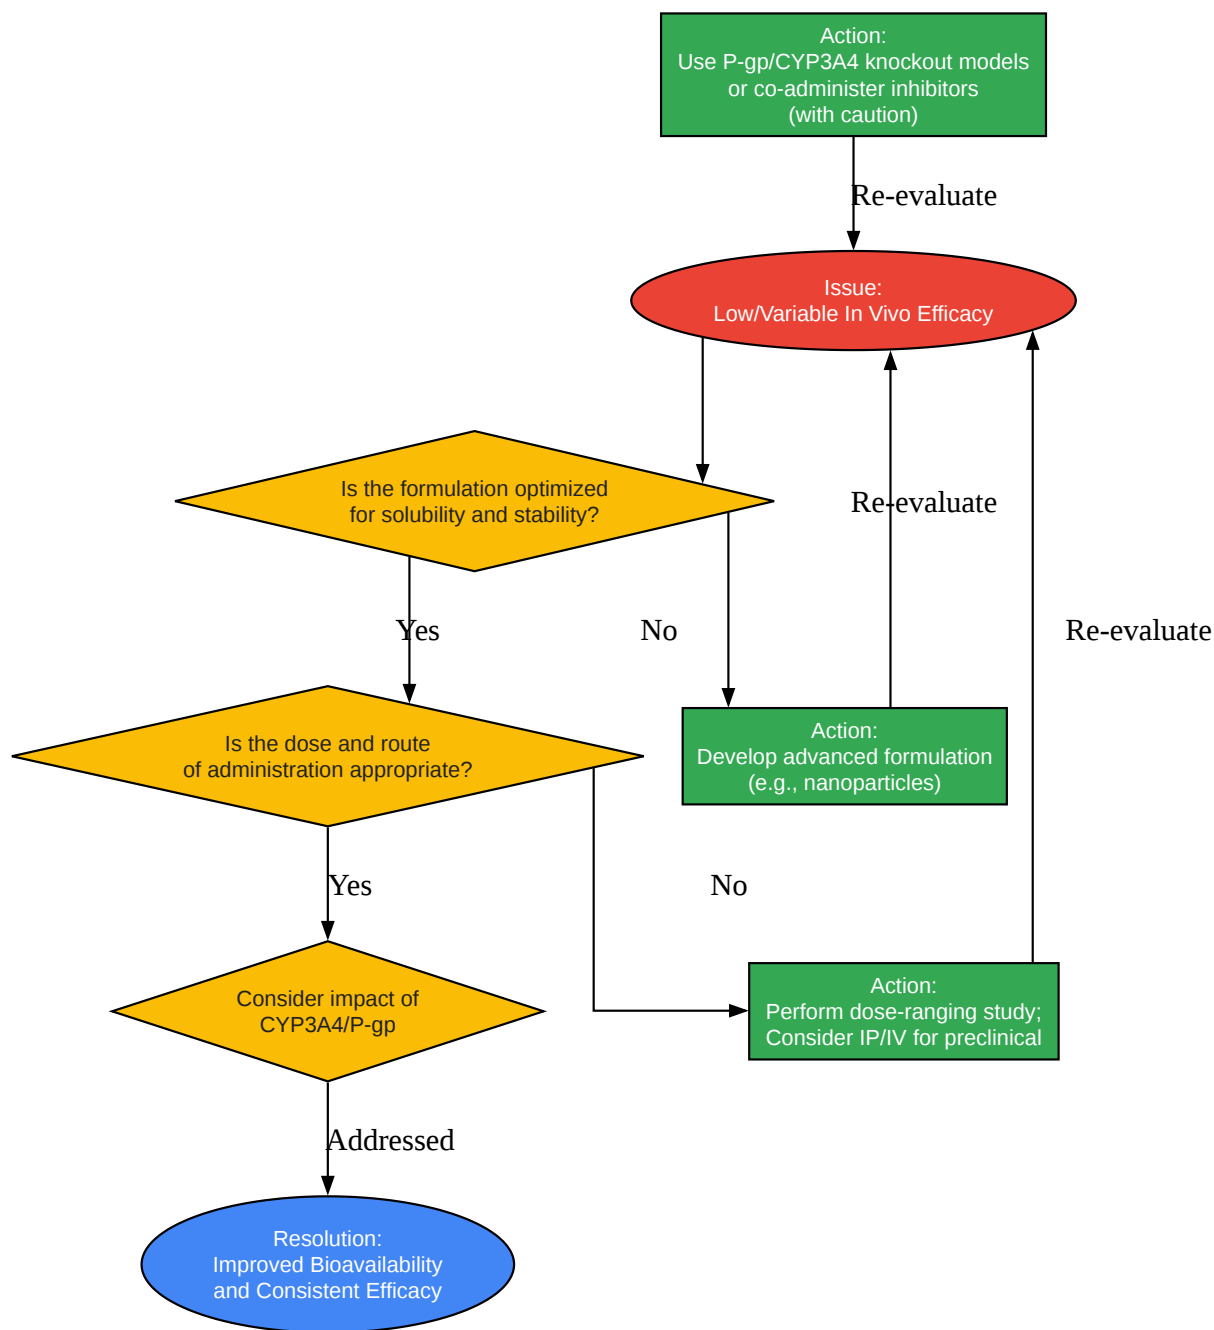 Action:
Use P-gp/CYP3A4 knockout models
or co-administer inhibitors
(with caution)
Re-evaluate
Issue:
Low/Variable In Vivo Efficacy
Is the formulation optimized
for solubility and stability?
Re-evaluate
Yes
No
Re-evaluate
Is the dose and route
of administration appropriate?
Action:
Develop advanced formulation
(e.g., nanoparticles)
Yes
No
Consider impact of
CYP3A4/P-gp
Action:
Perform dose-ranging study;
Consider IP/IV for preclinical
Addressed
Resolution:
Improved Bioavailability
and Consistent Efficacy